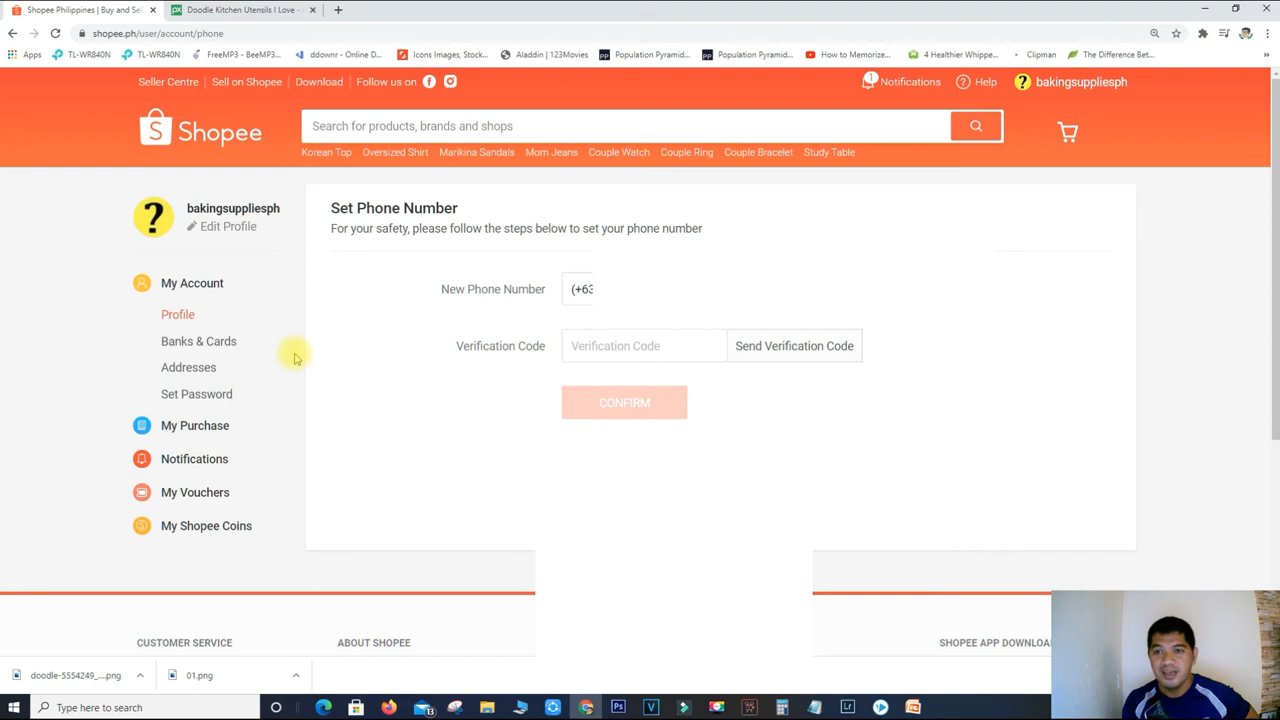 Shopee Philippines | Buy and Sel
Doodle Kitchen Utensils I Love -
shopee.ph/user/account/phone
Apps
TL-WR840N
TL-WR840N
FreeMP3 - BeeMP3...
ddownr - Online D...
Icons Images, Stock...
Aladdin | 123Movies
Population Pyramid...
Population Pyramid...
How to Memorize...
4 Healthier Whippe...
Clipman
The Difference Bet...
Seller Centre | Sell on Shopee | Download | Follow us on
1
Notifications
Help
bakingsuppliesph
Shopee
Search for products, brands and shops
Korean Top
Oversized Shirt
Marikina Sandals
Mom Jeans
Couple Watch
Couple Ring
Couple Bracelet
Study Table
?
bakingsuppliesph
Edit Profile
My Account
Profile
Banks & Cards
Addresses
Set Password
My Purchase
Notifications
My Vouchers
My Shopee Coins
Set Phone Number
For your safety, please follow the steps below to set your phone number
New Phone Number
(+63
Verification Code
Verification Code
Send Verification Code
CONFIRM
CUSTOMER SERVICE
ABOUT SHOPEE
SHOPEE APP DOWNLOA
doodle-5554249_....png
01.png
Type here to search
13
Ps
V
Lr